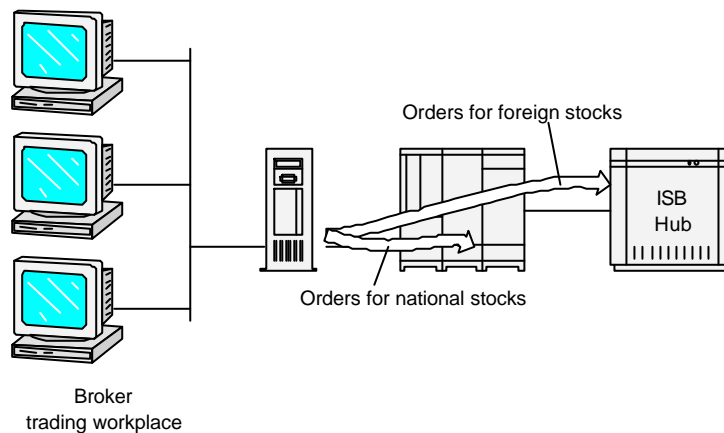 Orders for foreign stocks
ISB
Hub
Orders for national stocks
Broker
trading workplace